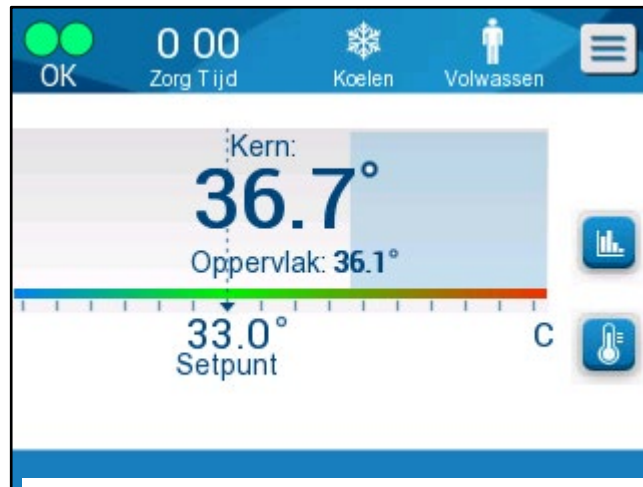 OK
0 00
Zorg Tijd
Koelen
Volwassen
Kern:
36.7°
Oppervlak: 36.1°
33.0°
Setpunt
C